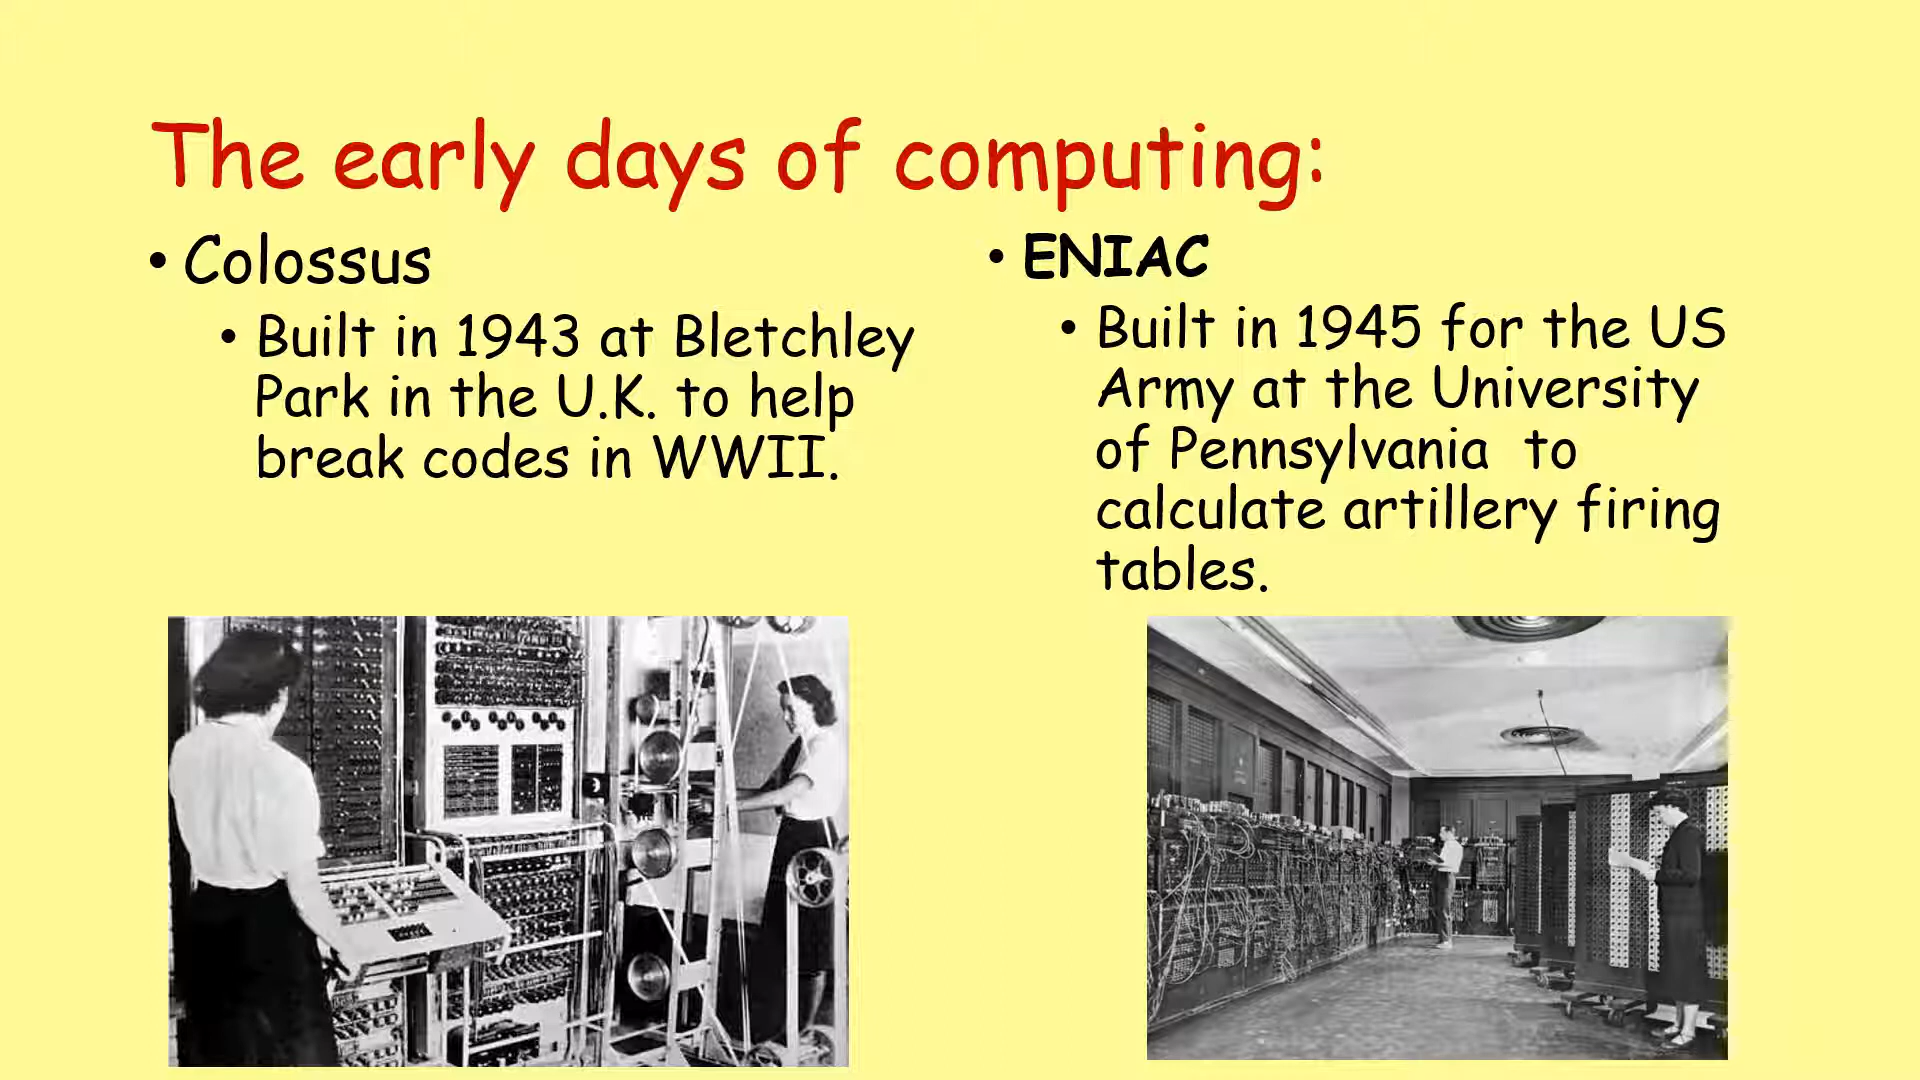 The early days of computing:
• Colossus
• Built in 1943 at Bletchley
Park in the U.K. to help
break codes in WWII.
• ENIAC
• Built in 1945 for the US
Army at the University
of Pennsylvania  to
calculate artillery firing
tables.